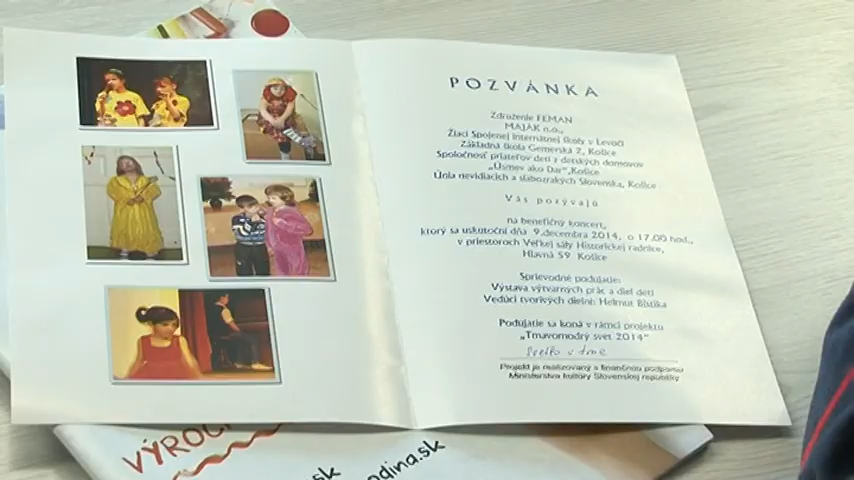 POZVÁNKA
Združenie FEMAN
MAJÁK n.o.,
Žiaci Spojenej internátnej školy v Levoči
Základná škola Gemerská 2, Košice
Spoločnosť priateľov detí z detských domovov
„Úsmev ako Dar", Košice
Únia nevidiacich a slabozrakých Slovenska, Košice
Vás pozývajú
na benefičný koncert,
ktorý sa uskutoční dňa 9.decembra 2014, o 17.00 hod.,
v priestoroch Veľkej sály Historickej radnice,
Hlavná 59 Košice
Sprievodné podujatie:
Výstava výtvarných prác a diel detí
Vedúci tvorivých dielní: Helmut Bistika
Podujatie sa koná v rámci projektu
„Tmavomodrý svet 2014"
Svetlo v tme
Projekt je realizovaný s finančnou podporou
Ministerstva kultúry Slovenskej republiky
VÝROČ
sk
odina.sk